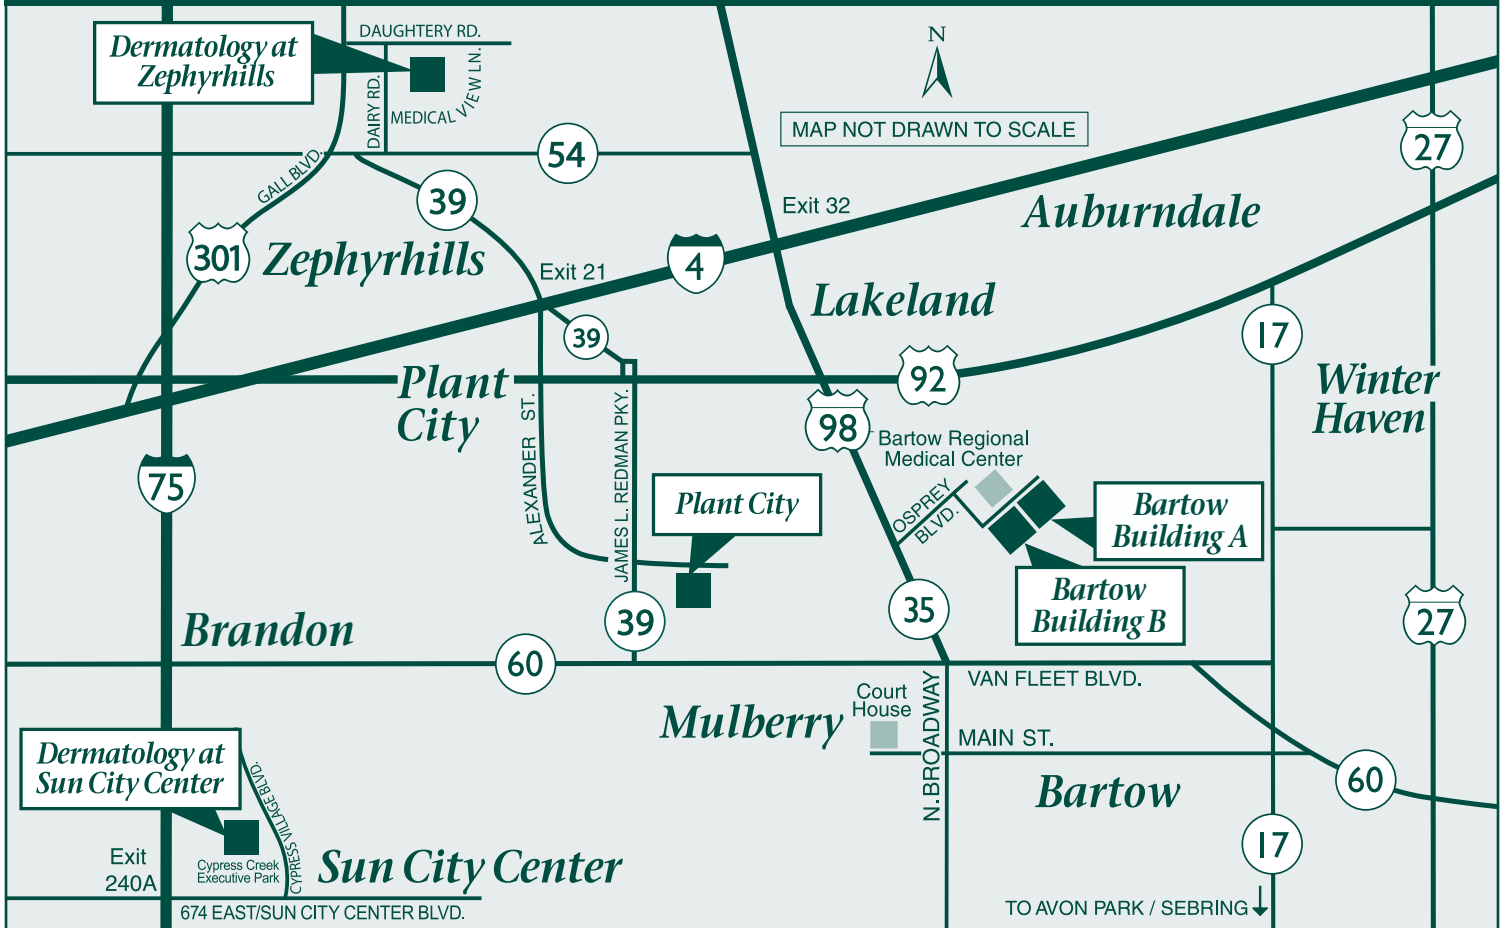 DAUGHTERY RD.
Dermatology at
Zephyrhills
DAIRY RD.
MEDICAL VIEW LN.
N
MAP NOT DRAWN TO SCALE
27
54
GALL BLVD.
39
Exit 32
Auburndale
301
Zephyrhills
Exit 21
4
Lakeland
39
17
92
Plant
City
Winter
Haven
ALEXANDER ST.
JAMES L. REDMAN PKY.
98
Bartow Regional
Medical Center
75
Plant City
OSPREY
BLVD.
Bartow
Building A
Bartow
Building B
35
39
27
Brandon
60
VAN FLEET BLVD.
Court
House
Mulberry
N. BROADWAY
MAIN ST.
Dermatology at
Sun City Center
CYPRESS VILLAGE BLVD.
Bartow
60
17
Exit
240A
Cypress Creek
Executive Park
Sun City Center
674 EAST/SUN CITY CENTER BLVD.
TO AVON PARK / SEBRING